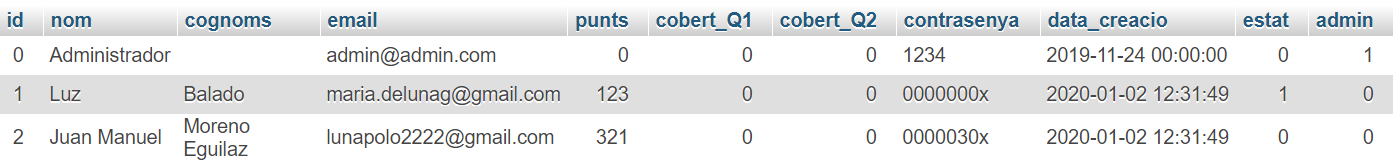 id nom cognoms email punts cobert_Q1 cobert_Q2 contrasenya data_creacio estat admin
0 Administrador admin@admin.com 0 0 0 1234 2019-11-24 00:00:00 0 1
1 Luz Balado maria.delunag@gmail.com 123 0 0 0000000x 2020-01-02 12:31:49 1 0
2 Juan Manuel Moreno Eguilaz lunapolo2222@gmail.com 321 0 0 0000030x 2020-01-02 12:31:49 0 0